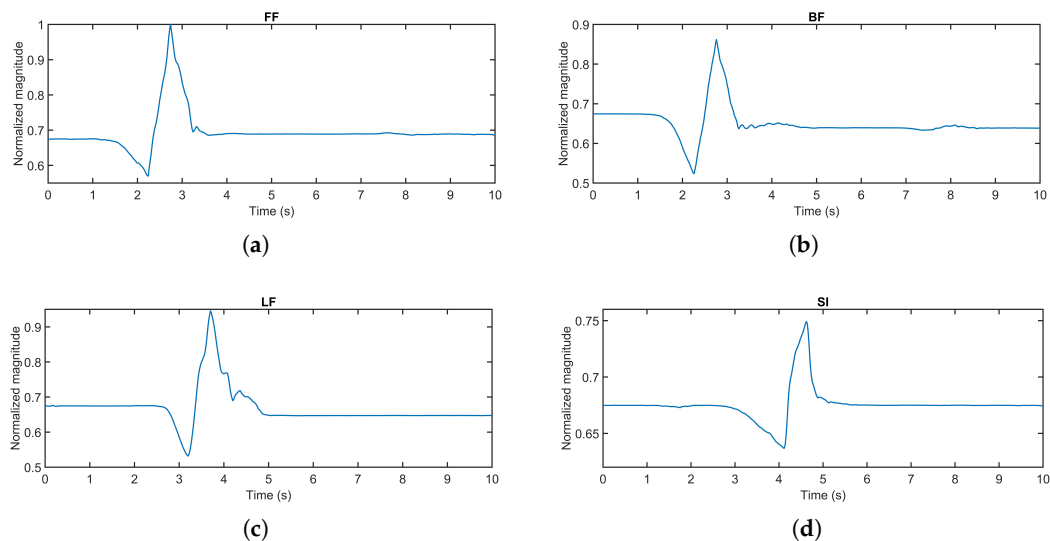 FF
BF
Normalized magnitude
1
0.9
0.8
0.7
0.6
0 1 2 3 4 5 6 7 8 9 10
Time (s)
Normalized magnitude
0.9
0.8
0.7
0.6
0.5
0 1 2 3 4 5 6 7 8 9 10
Time (s)
(a)
(b)
LF
SI
Normalized magnitude
0.9
0.8
0.7
0.6
0.5
0 1 2 3 4 5 6 7 8 9 10
Time (s)
Normalized magnitude
0.75
0.7
0.65
0 1 2 3 4 5 6 7 8 9 10
Time (s)
(c)
(d)